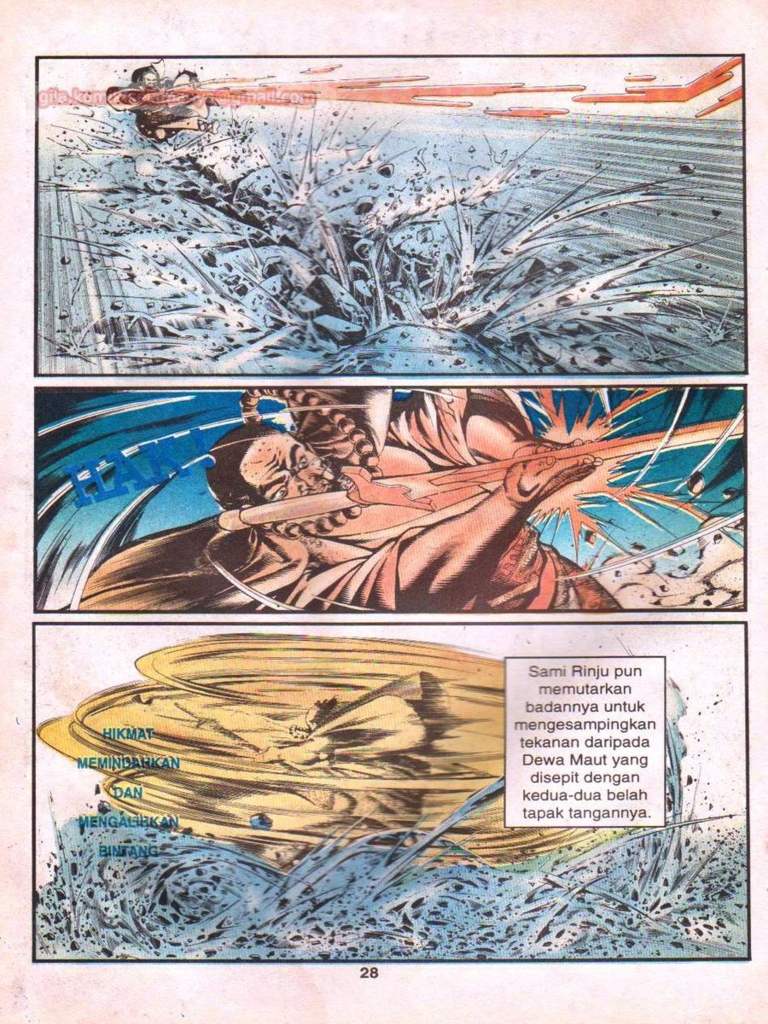 HAK!
HIKMAT
MEMINDAHKAN
DAN
MENGALIHKAN
BINTANG
Sami Rinju pun
memutarkan
badannya untuk
mengesampingkan
tekanan daripada
Dewa Maut yang
disepit dengan
kedua-dua belah
tapak tangannya.
28